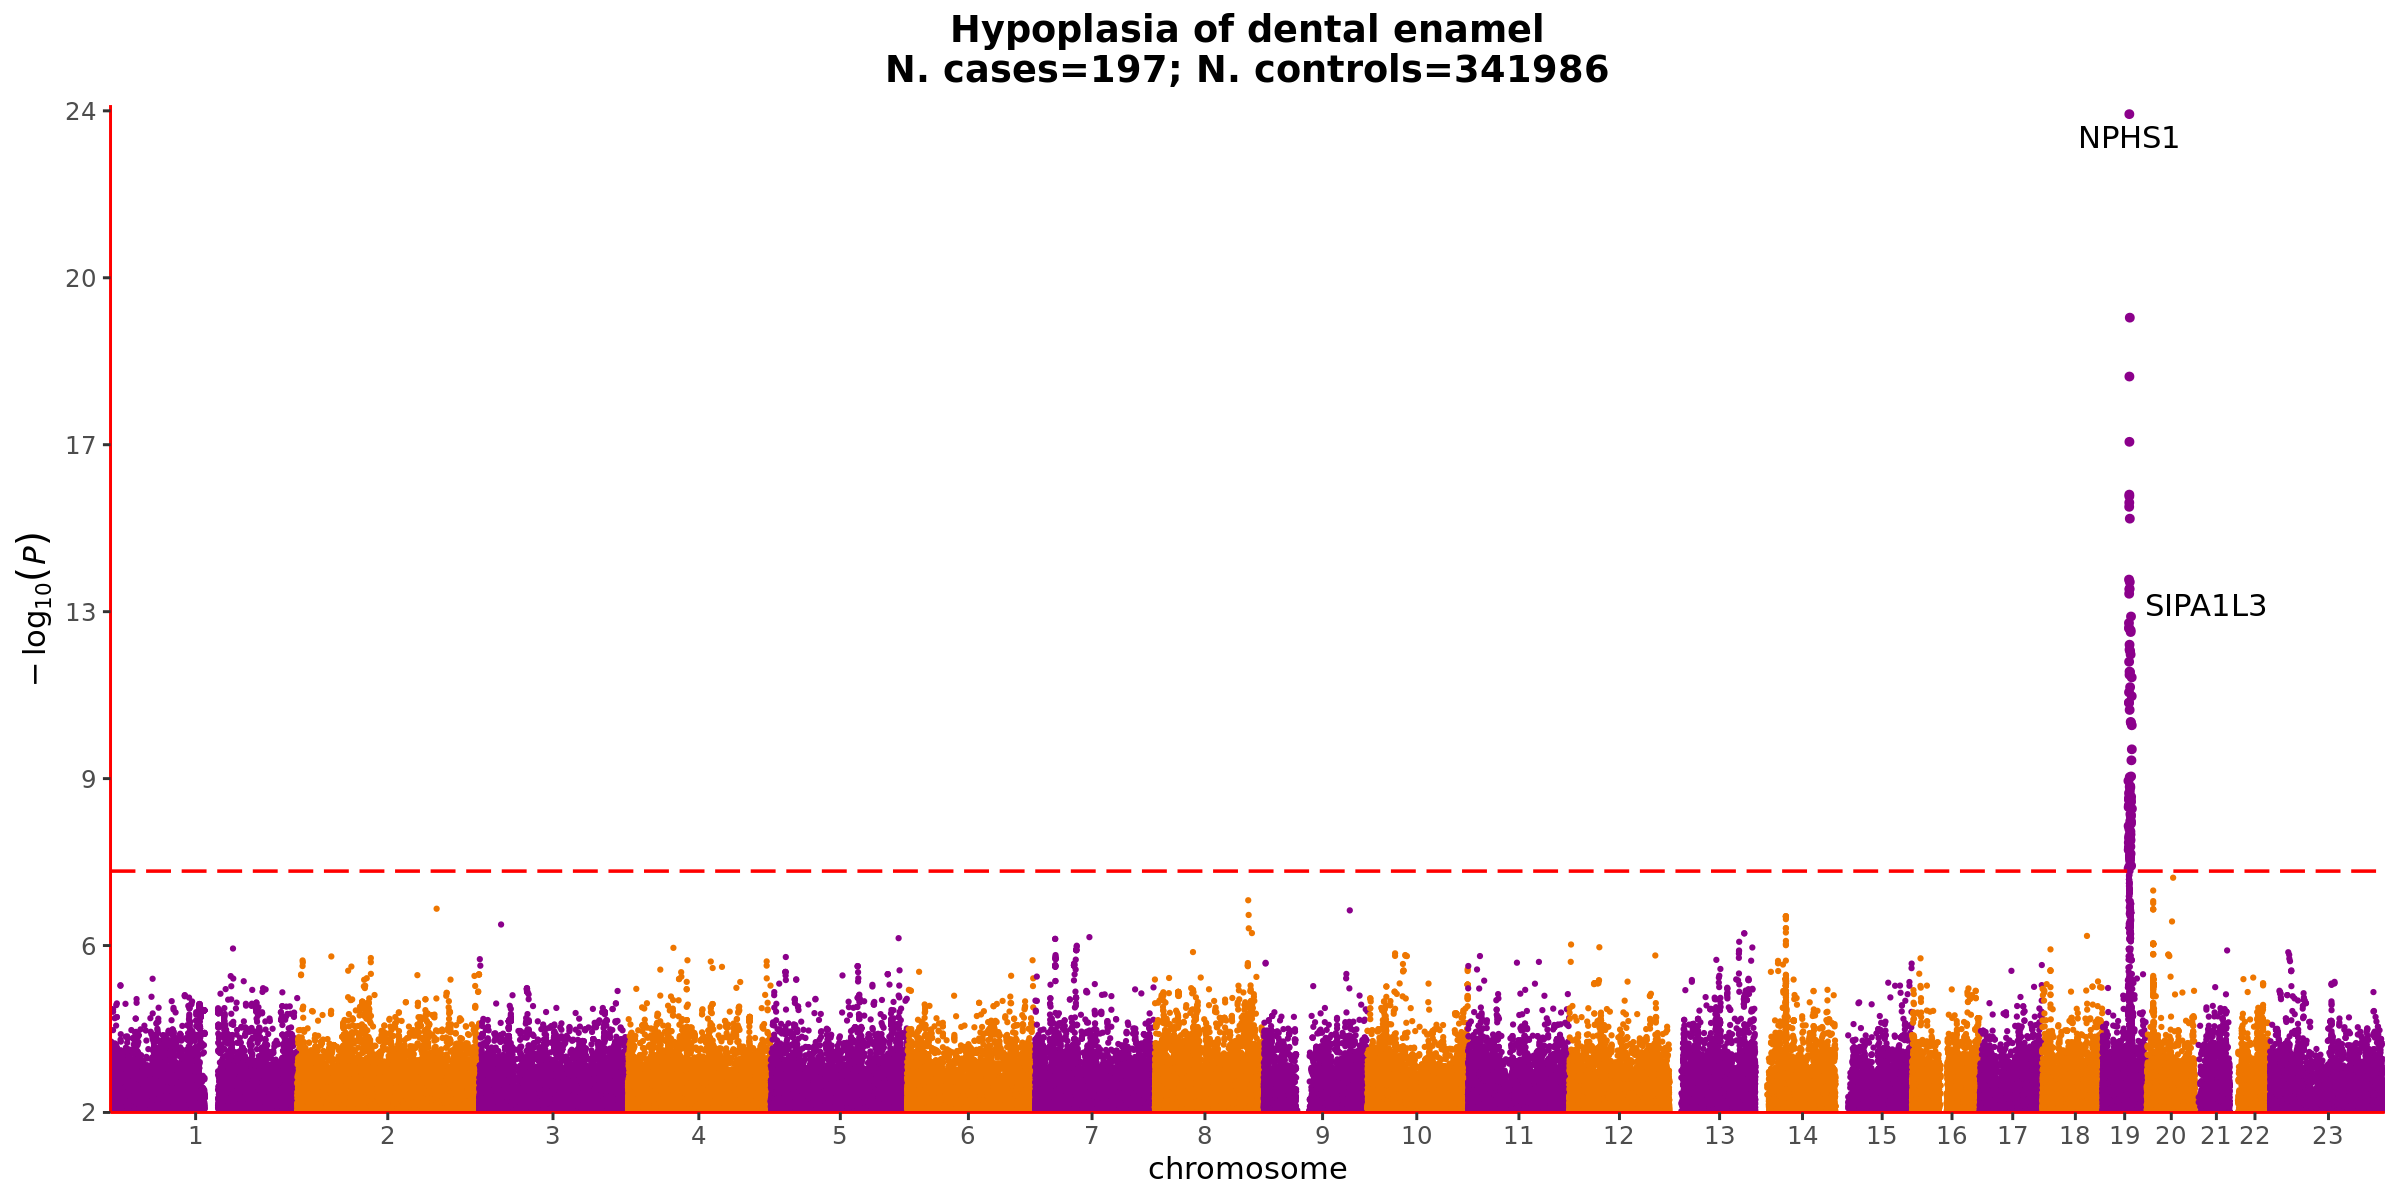 Hypoplasia of dental enamel
N. cases=197; N. controls=341986
24
NPHS1
20
17
13
SIPA1L3
9
6
2
− log10(P)
1 2 3 4 5 6 7 8 9 10 11 12 13 14 15 16 17 18 19 20 21 22 23
chromosome